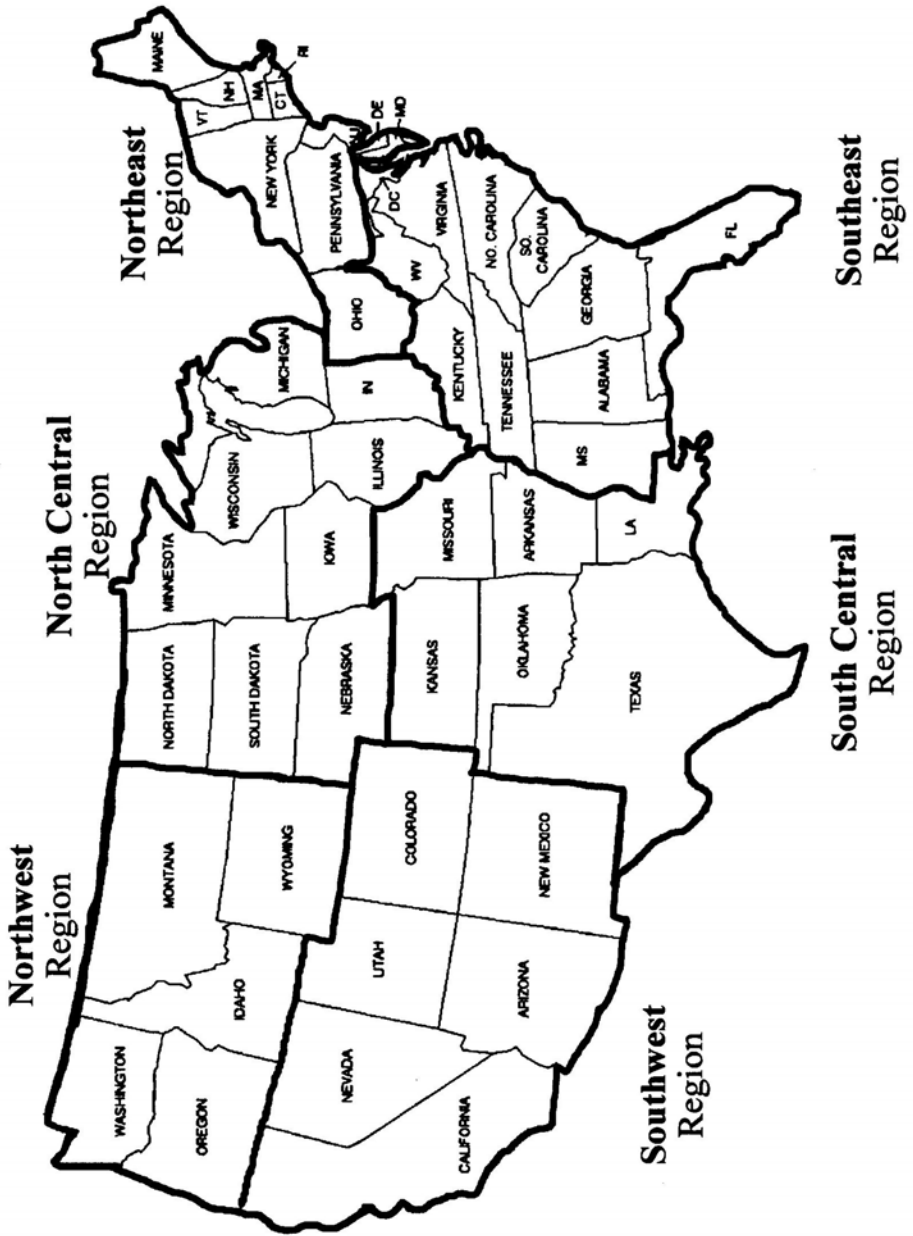 Northwest
Region
North Central
Region
Northeast
Region
WASHINGTON
OREGON
IDAHO
MONTANA
WYOMING
NORTH DAKOTA
SOUTH DAKOTA
NEBRASKA
MINNESOTA
IOWA
WISCONSIN
ILLINOIS
MICHIGAN
IN
OHIO
PENNSYLVANIA
NEW YORK
VT
NH
MAINE
MA
CT
RI
DE
MD
DC
VIRGINIA
WV
NO. CAROLINA
SO.
CAROLINA
KENTUCKY
TENNESSEE
GEORGIA
ALABAMA
MS
FL
MISSOURI
ARKANSAS
LA
KANSAS
OKLAHOMA
TEXAS
COLORADO
NEW MEXICO
UTAH
ARIZONA
NEVADA
CALIFORNIA
Southwest
Region
South Central
Region
Southeast
Region